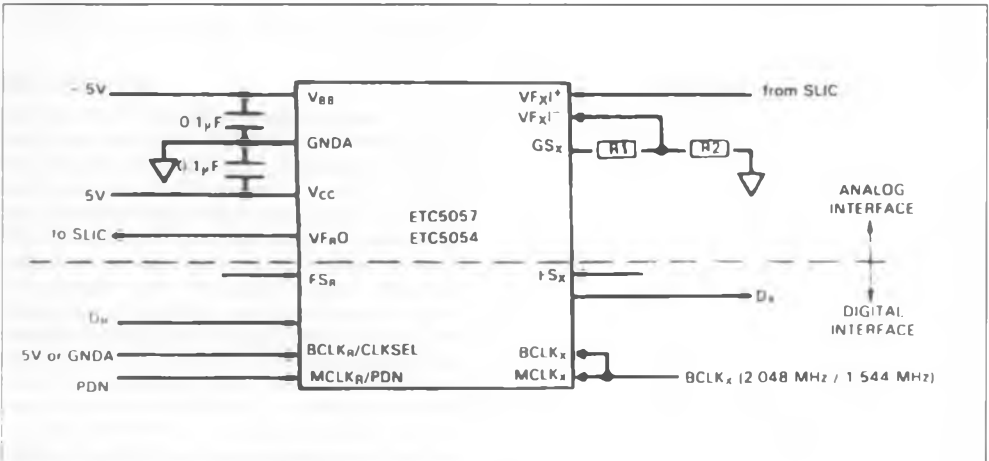 - 5V
0 1µF
0.1µF
5V
to SLIC
VBB
GNDA
VCC
VFRO
FSR
DR
5V or GNDA
PDN
BCLKR/CLKSEL
MCLKR/PDN
ETC5057
ETC5054
VFXI+
VFXI-
GSX
R1
R2
from SLIC
ANALOG
INTERFACE
FSX
DX
DIGITAL
INTERFACE
BCLKX
MCLKX
BCLKX (2 048 MHz / 1 544 MHz)